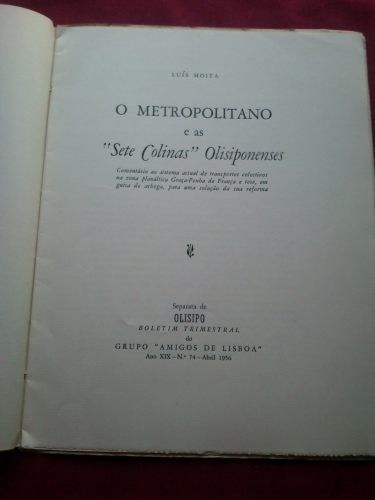 LUÍS MOITA
O METROPOLITANO
e as
"Sete Colinas" Olisiponenses
Comentário ao sistema actual de transportes colectivos
na zona planáltica Graça-Penha de França e tese, em
guisa de achega, para uma solução da sua reforma
Separata de
OLISIPO
BOLETIM TRIMESTRAL
do
GRUPO "AMIGOS DE LISBOA"
Ano XIX — N.º 74 — Abril 1956